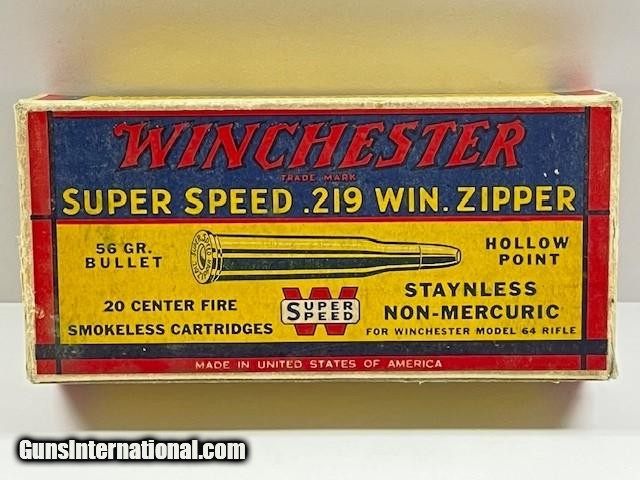 WINCHESTER
TRADE MARK
SUPER SPEED .219 WIN. ZIPPER
56 GR.
BULLET
HOLLOW
POINT
20 CENTER FIRE
SMOKELESS CARTRIDGES
SUPER
SPEED
W
STAYNLESS
NON-MERCURIC
FOR WINCHESTER MODEL 64 RIFLE
MADE IN UNITED STATES OF AMERICA
GunsInternational.com